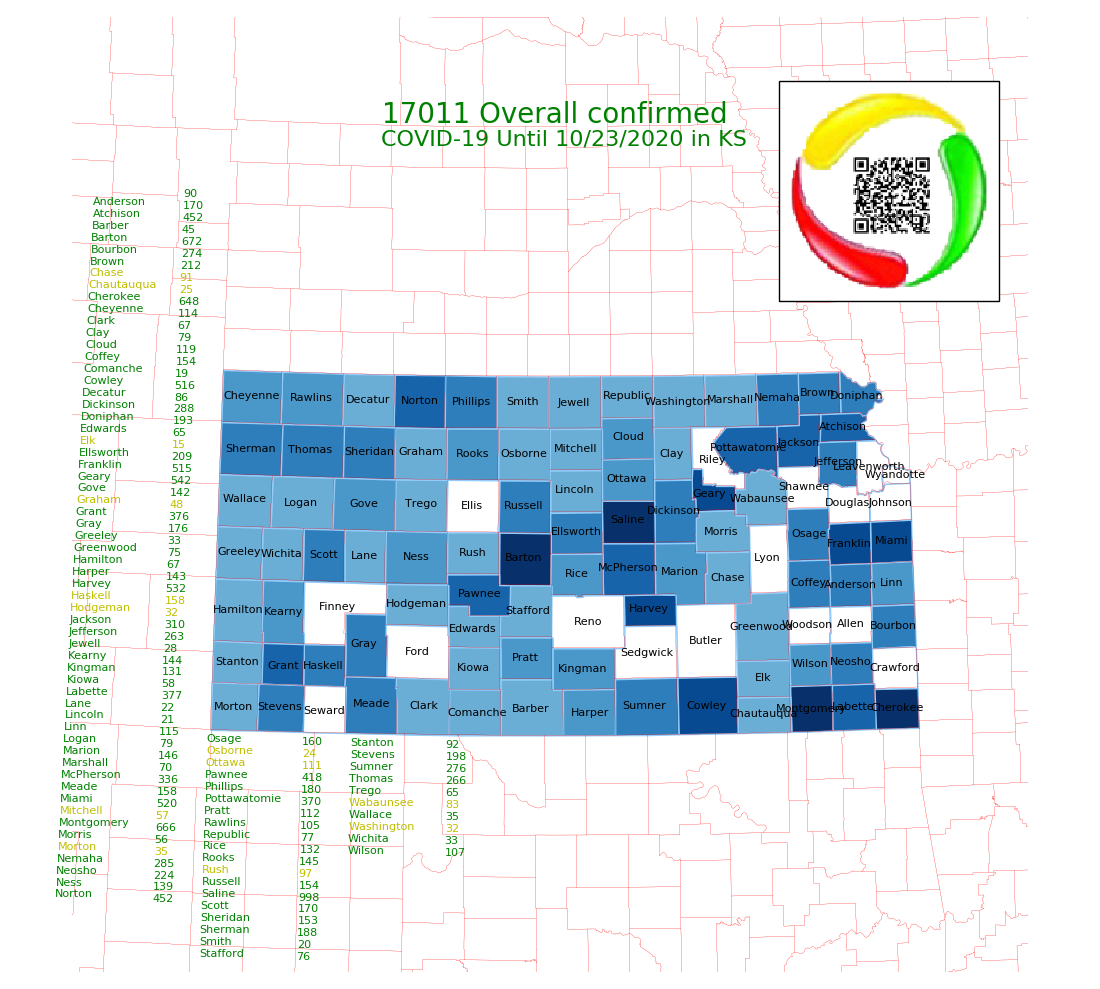 17011 Overall confirmed
COVID-19 Until 10/23/2020 in KS
90
Anderson 170
Atchison 452
Barber 45
Barton 672
Bourbon 274
Brown 212
Chase 91
Chautauqua 25
Cherokee 648
Cheyenne 114
Clark 67
Clay 79
Cloud 119
Coffey 154
Comanche 19
Cowley 516
Decatur 86
Dickinson 288
Doniphan 193
Edwards 65
Elk 15
Ellsworth 209
Franklin 515
Geary 542
Gove 142
Graham 48
Grant 376
Gray 176
Greeley 33
Greenwood 75
Hamilton 67
Harper 143
Harvey 532
Haskell 158
Hodgeman 32
Jackson 310
Jefferson 263
Jewell 28
Kearny 144
Kingman 131
Kiowa 58
Labette 377
Lane 22
Lincoln 21
Linn 115
Logan 79
Marion 146
Marshall 70
McPherson 336
Meade 158
Miami 520
Mitchell 57
Montgomery 666
Morris 56
Morton 35
Nemaha 285
Neosho 224
Ness 139
Norton 452
Osage 160
Osborne 24
Ottawa 111
Pawnee 418
Phillips 180
Pottawatomie 370
Pratt 112
Rawlins 105
Republic 77
Rice 132
Rooks 145
Rush 97
Russell 154
Saline 998
Scott 170
Sheridan 153
Sherman 188
Smith 20
Stafford 76
Stanton 92
Stevens 198
Sumner 276
Thomas 266
Trego 65
Wabaunsee 83
Wallace 35
Washington 32
Wichita 33
Wilson 107
Cheyenne Rawlins Decatur Norton Phillips Smith Jewell Republic Washington Marshall Nemaha Brown Doniphan
Atchison
Sherman Thomas Sheridan Graham Rooks Osborne Mitchell Cloud Clay Riley Pottawatomie Jackson Jefferson Leavenworth Wyandotte
Wallace Logan Gove Trego Ellis Russell Lincoln Ottawa Dickinson Geary Wabaunsee Shawnee Douglas Johnson
Greeley Wichita Scott Lane Ness Rush Barton Ellsworth Saline Morris Osage Franklin Miami
Rice McPherson Marion Chase Lyon Coffey Anderson Linn
Hamilton Kearny Finney Hodgeman Pawnee Stafford Reno Harvey Butler Greenwood Woodson Allen Bourbon
Stanton Grant Haskell Gray Ford Edwards Kiowa Pratt Kingman Sedgwick Elk Wilson Neosho Crawford
Morton Stevens Seward Meade Clark Comanche Barber Harper Sumner Cowley Chautauqua Montgomery Labette Cherokee